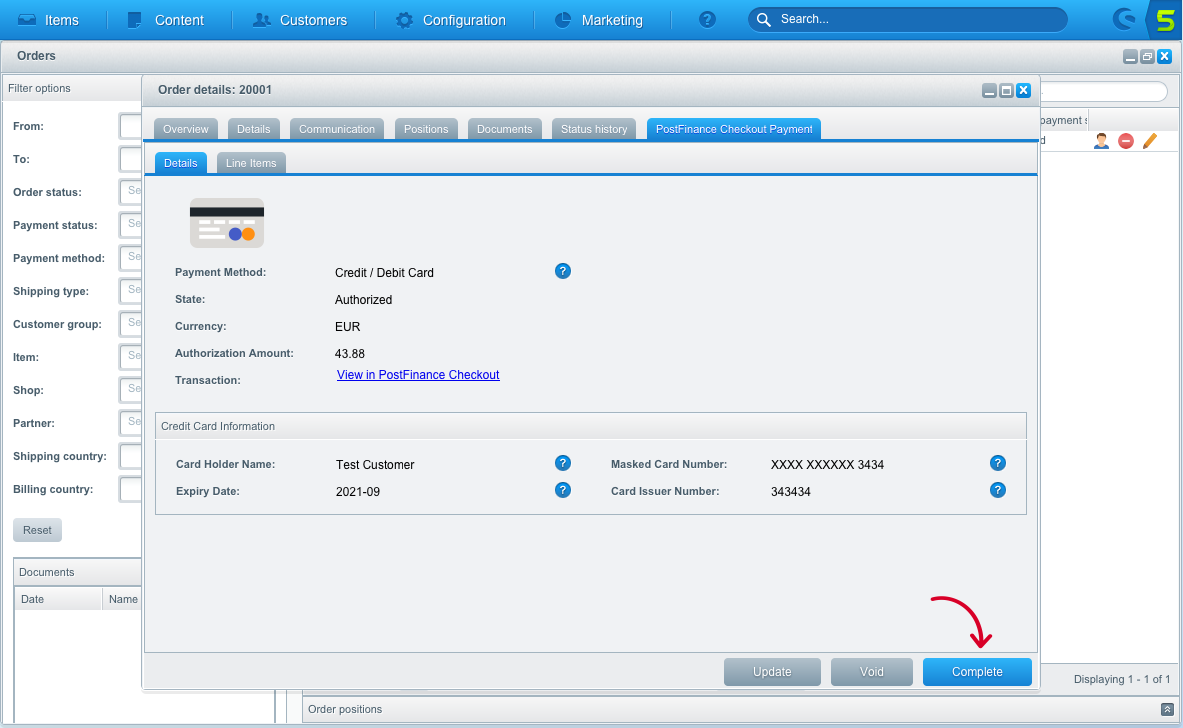 Items Content Customers Configuration Marketing ? Search... 5
Orders
Filter options
Order details: 20001
Overview Details Communication Positions Documents Status history PostFinance Checkout Payment
payment s
d
Details Line Items
From:
To:
Order status: Se
Payment status: Se
Payment method: Se
Shipping type: Se
Customer group: Se
Item: Se
Shop: Se
Partner: Se
Shipping country:
Billing country:
Reset
Documents
Date Name
Payment Method: Credit / Debit Card ?
State: Authorized
Currency: EUR
Authorization Amount: 43.88
Transaction: View in PostFinance Checkout
Credit Card Information
Card Holder Name: Test Customer ? Masked Card Number: XXXX XXXXXX 3434 ?
Expiry Date: 2021-09 ? Card Issuer Number: 343434 ?
Update Void Complete
Displaying 1 - 1 of 1
Order positions